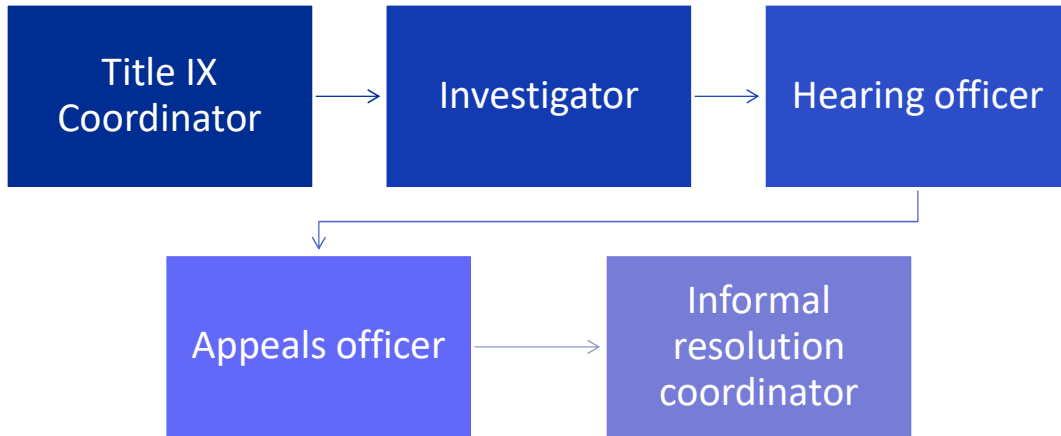 Title IX
Coordinator
Investigator
Hearing officer
Appeals officer
Informal
resolution
coordinator